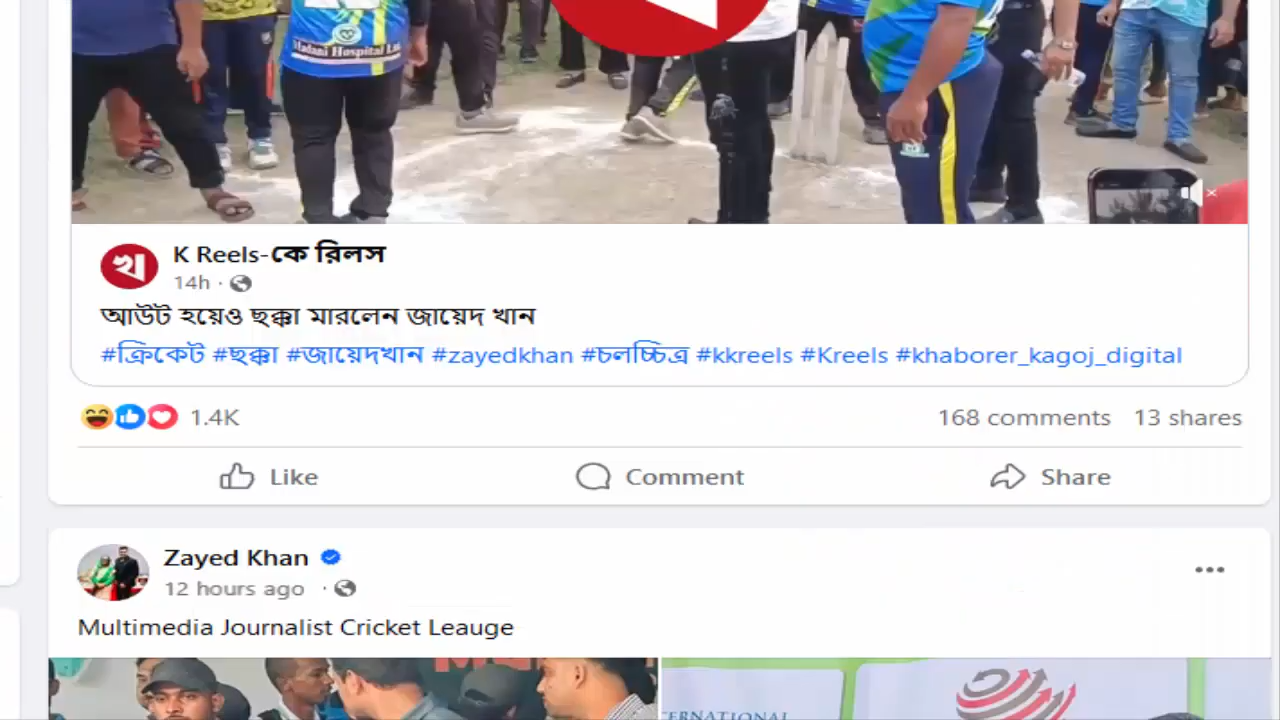 Madani Hospital Ltd
খ
K Reels-কে রিলস
14h ·
আউট হয়েও ছক্কা মারলেন জায়েদ খান
#ক্রিকেট #ছক্কা #জায়েদখান #zayedkhan #চলচ্চিত্র #kkreels #Kreels #khaborer_kagoj_digital
1.4K
168 comments 13 shares
Like Comment Share
Zayed Khan
12 hours ago ·
Multimedia Journalist Cricket Leauge